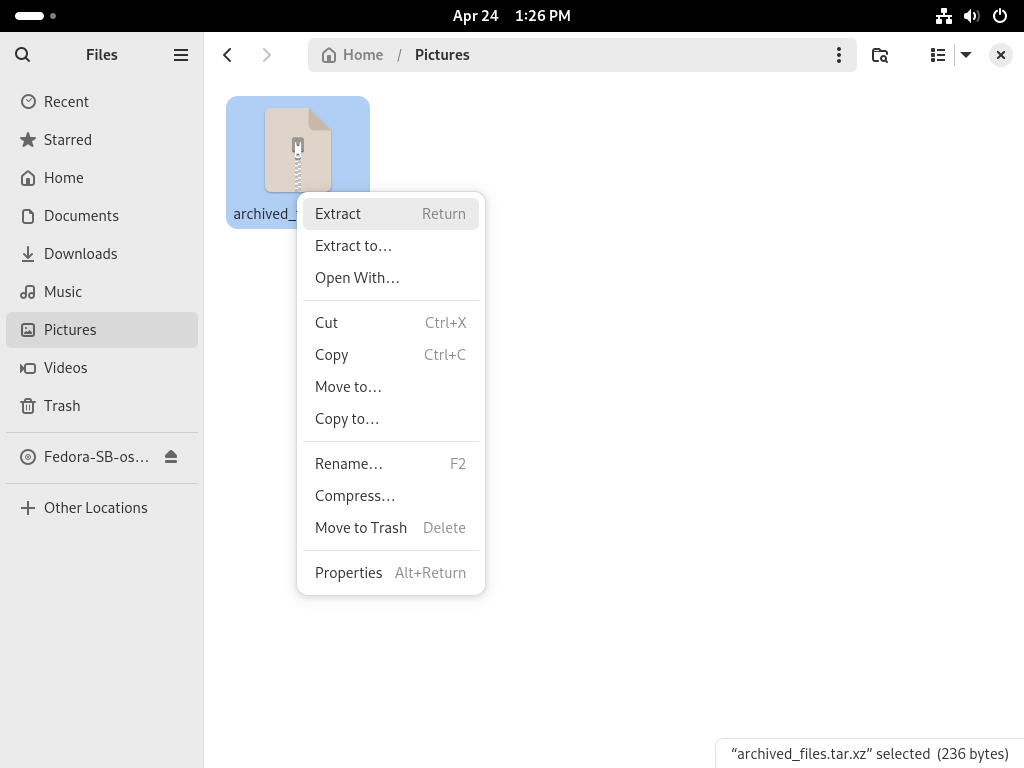 Apr 24 1:26 PM
Files
Home / Pictures
Recent
Starred
Home
Documents
Downloads
Music
Pictures
Videos
Trash
Fedora-SB-os…
Other Locations
archived_
Extract Return
Extract to…
Open With…
Cut Ctrl+X
Copy Ctrl+C
Move to…
Copy to…
Rename… F2
Compress…
Move to Trash Delete
Properties Alt+Return
“archived_files.tar.xz” selected (236 bytes)